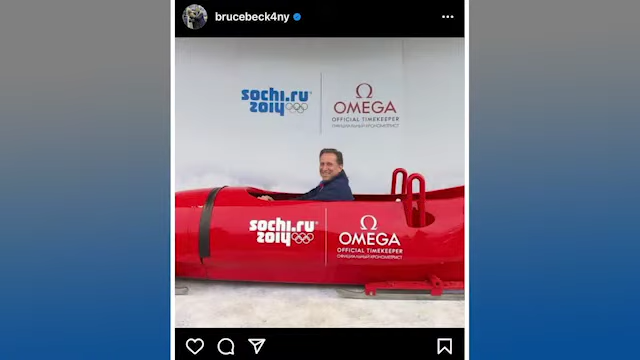 brucebeck4ny
sochi.ru
2014
Ω
OMEGA
OFFICIAL TIMEKEEPER
ОФИЦИАЛЬНЫЙ ХРОНОМЕТРИСТ
sochi.ru
2014
Ω
OMEGA
OFFICIAL TIMEKEEPER
ОФИЦИАЛЬНЫЙ ХРОНОМЕТРИСТ